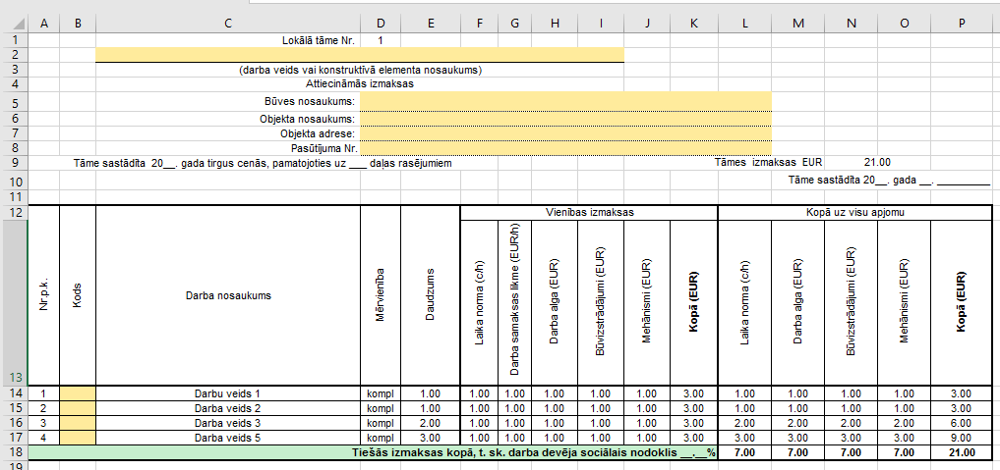 A B C D E F G H I J K L M N O P
1 Lokālā tāme Nr. 1
2
3 (darba veids vai konstruktīvā elementa nosaukums)
4 Attiecināmās izmaksas
5 Būves nosaukums:
6 Objekta nosaukums:
7 Objekta adrese:
8 Pasūtījuma Nr.
9 Tāme sastādīta 20__. gada tirgus cenās, pamatojoties uz ___ daļas rasējumiem Tāmes izmaksas EUR 21.00
10 Tāme sastādīta 20__. gada __. _________
11
12 Vienības izmaksas Kopā uz visu apjomu
13 Nr.p.k. Kods Darba nosaukums Mērvienība Daudzums Laika norma (c/h) Darba samaksas likme (EUR/h) Darba alga (EUR) Būvizstrādājumi (EUR) Mehānismi (EUR) Kopā (EUR) Laika norma (c/h) Darba alga (EUR) Būvizstrādājumi (EUR) Mehānismi (EUR) Kopā (EUR)
14 1 Darbu veids 1 kompl 1.00 1.00 1.00 1.00 1.00 1.00 3.00 1.00 1.00 1.00 1.00 3.00
15 2 Darba veids 2 kompl 1.00 1.00 1.00 1.00 1.00 1.00 3.00 1.00 1.00 1.00 1.00 3.00
16 3 Darba veids 3 kompl 2.00 1.00 1.00 1.00 1.00 1.00 3.00 2.00 2.00 2.00 2.00 6.00
17 4 Darba veids 5 kompl 3.00 1.00 1.00 1.00 1.00 1.00 3.00 3.00 3.00 3.00 3.00 9.00
18 Tiešās izmaksas kopā, t. sk. darba devēja sociālais nodoklis __.__% 7.00 7.00 7.00 7.00 21.00
19